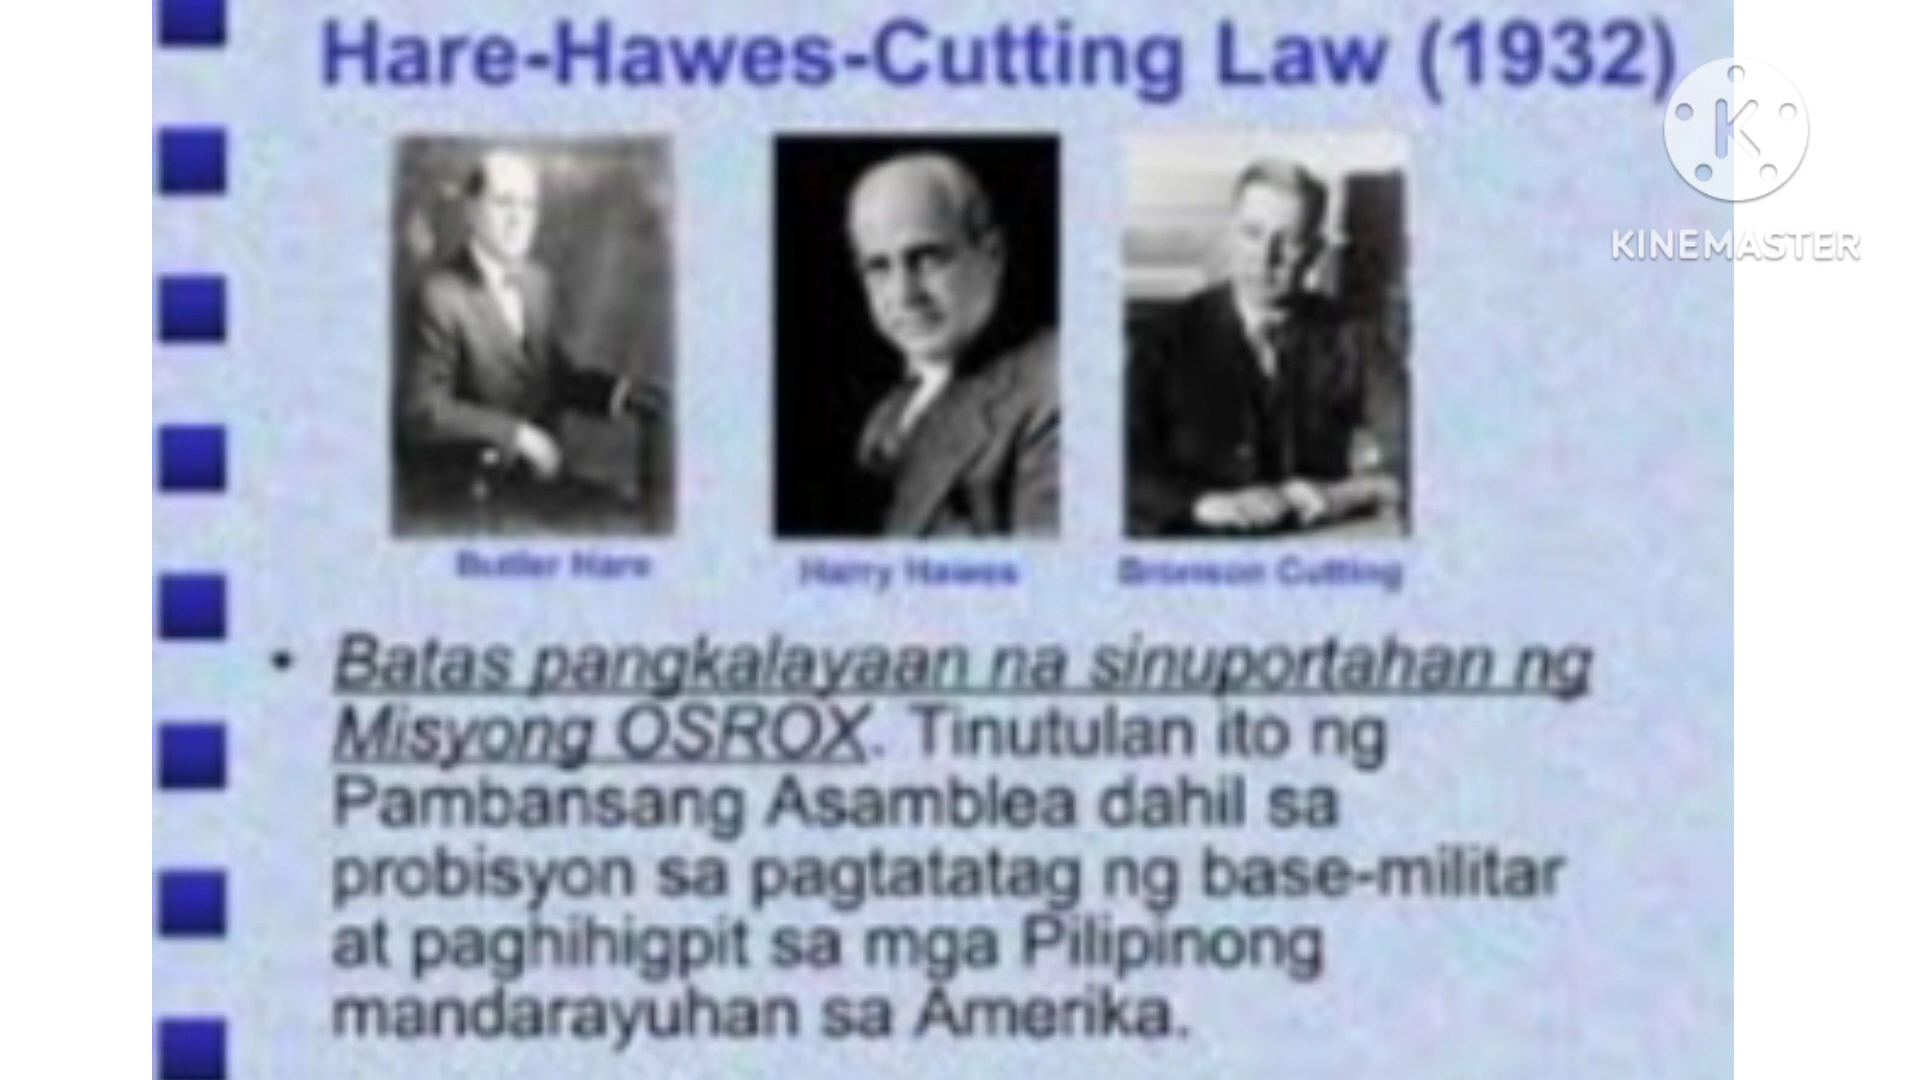 Hare-Hawes-Cutting Law (1932)
K
KINEMASTER
Butler Hare
Harry Hawes
Bronson Cutting
• Batas pangkalayaan na sinuportahan ng
Misyong OSROX. Tinutulan ito ng
Pambansang Asamblea dahil sa
probisyon sa pagtatatag ng base-militar
at paghihigpit sa mga Pilipinong
mandarayuhan sa Amerika.